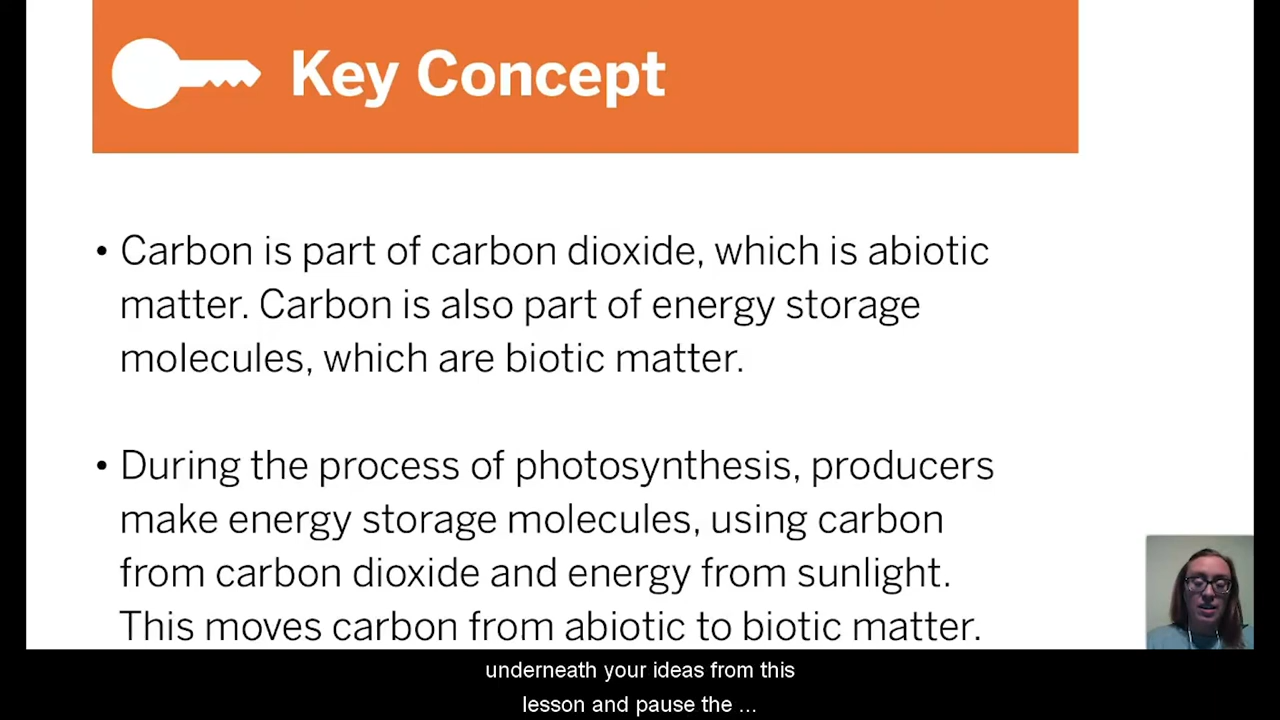 Key Concept
• Carbon is part of carbon dioxide, which is abiotic
matter. Carbon is also part of energy storage
molecules, which are biotic matter.
• During the process of photosynthesis, producers
make energy storage molecules, using carbon
from carbon dioxide and energy from sunlight.
This moves carbon from abiotic to biotic matter.
underneath your ideas from this
lesson and pause the ...